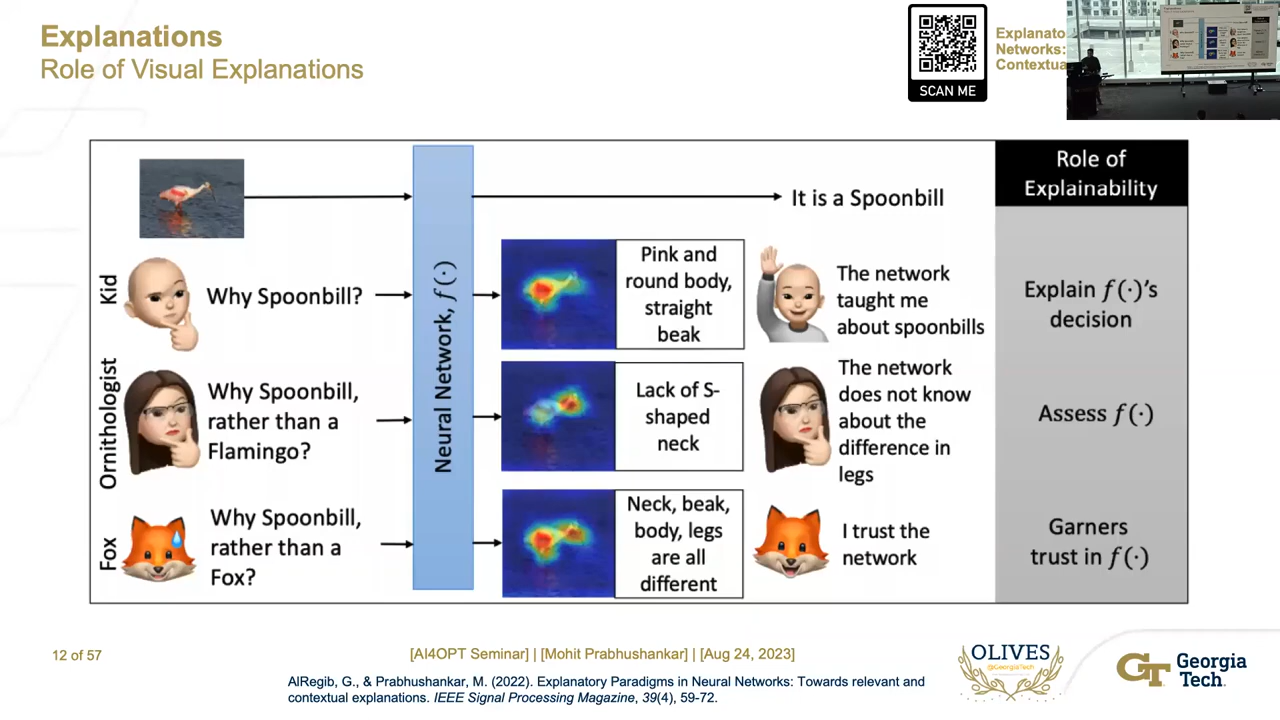 Explanations
Role of Visual Explanations
SCAN ME
Explanato
Networks:
Contextua
Role of
Explainability
It is a Spoonbill
Neural Network, f(·)
Kid
Why Spoonbill?
Pink and
round body,
straight
beak
The network
taught me
about spoonbills
Explain f(·)'s
decision
Ornithologist
Why Spoonbill,
rather than a
Flamingo?
Lack of S-
shaped
neck
The network
does not know
about the
difference in
legs
Assess f(·)
Fox
Why Spoonbill,
rather than a
Fox?
Neck, beak,
body, legs
are all
different
I trust the
network
Garners
trust in f(·)
12 of 57
[AI4OPT Seminar] | [Mohit Prabhushankar] | [Aug 24, 2023]
AlRegib, G., & Prabhushankar, M. (2022). Explanatory Paradigms in Neural Networks: Towards relevant and
contextual explanations. IEEE Signal Processing Magazine, 39(4), 59-72.
OLIVES
@GeorgiaTech
GT Georgia
Tech.